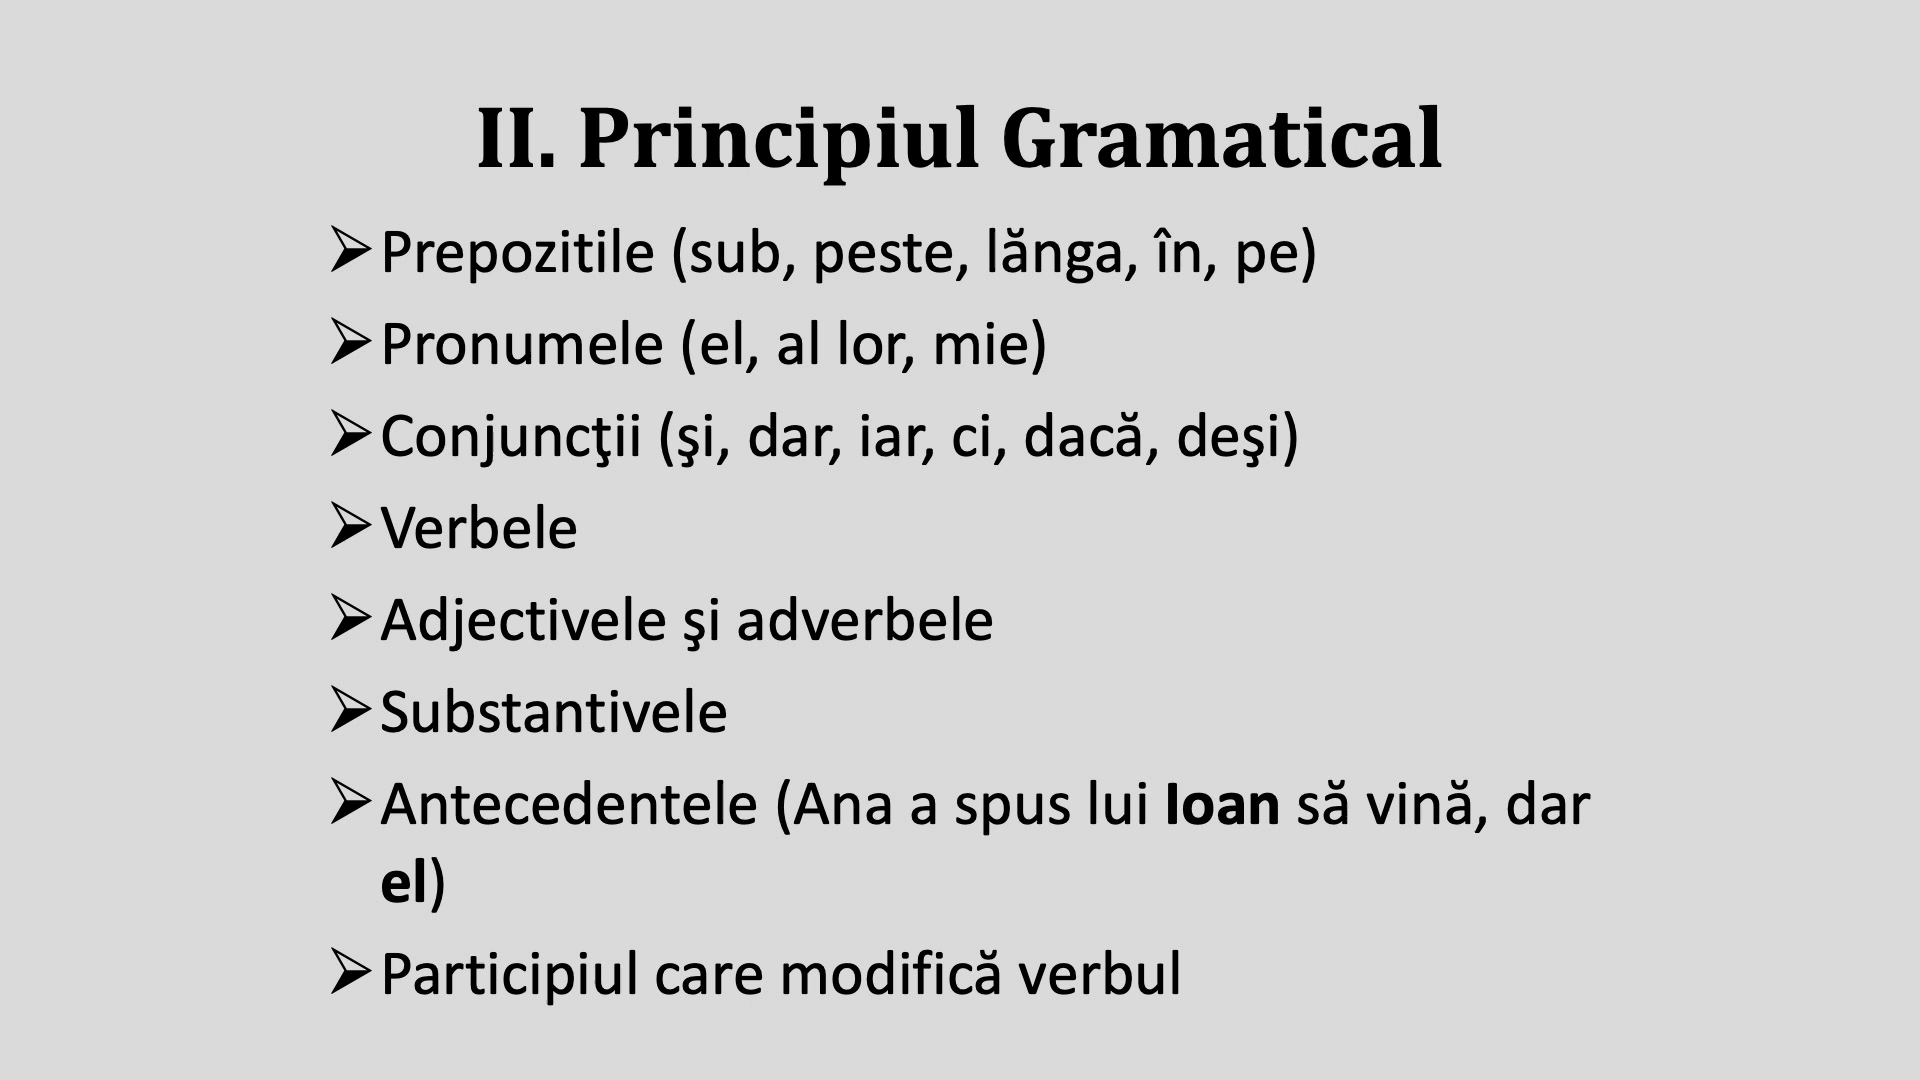 II. Principiul Gramatical
➢Prepozitile (sub, peste, lănga, în, pe)
➢Pronumele (el, al lor, mie)
➢Conjuncţii (şi, dar, iar, ci, dacă, deşi)
➢Verbele
➢Adjectivele şi adverbele
➢Substantivele
➢Antecedentele (Ana a spus lui Ioan să vină, dar
el)
➢Participiul care modifică verbul